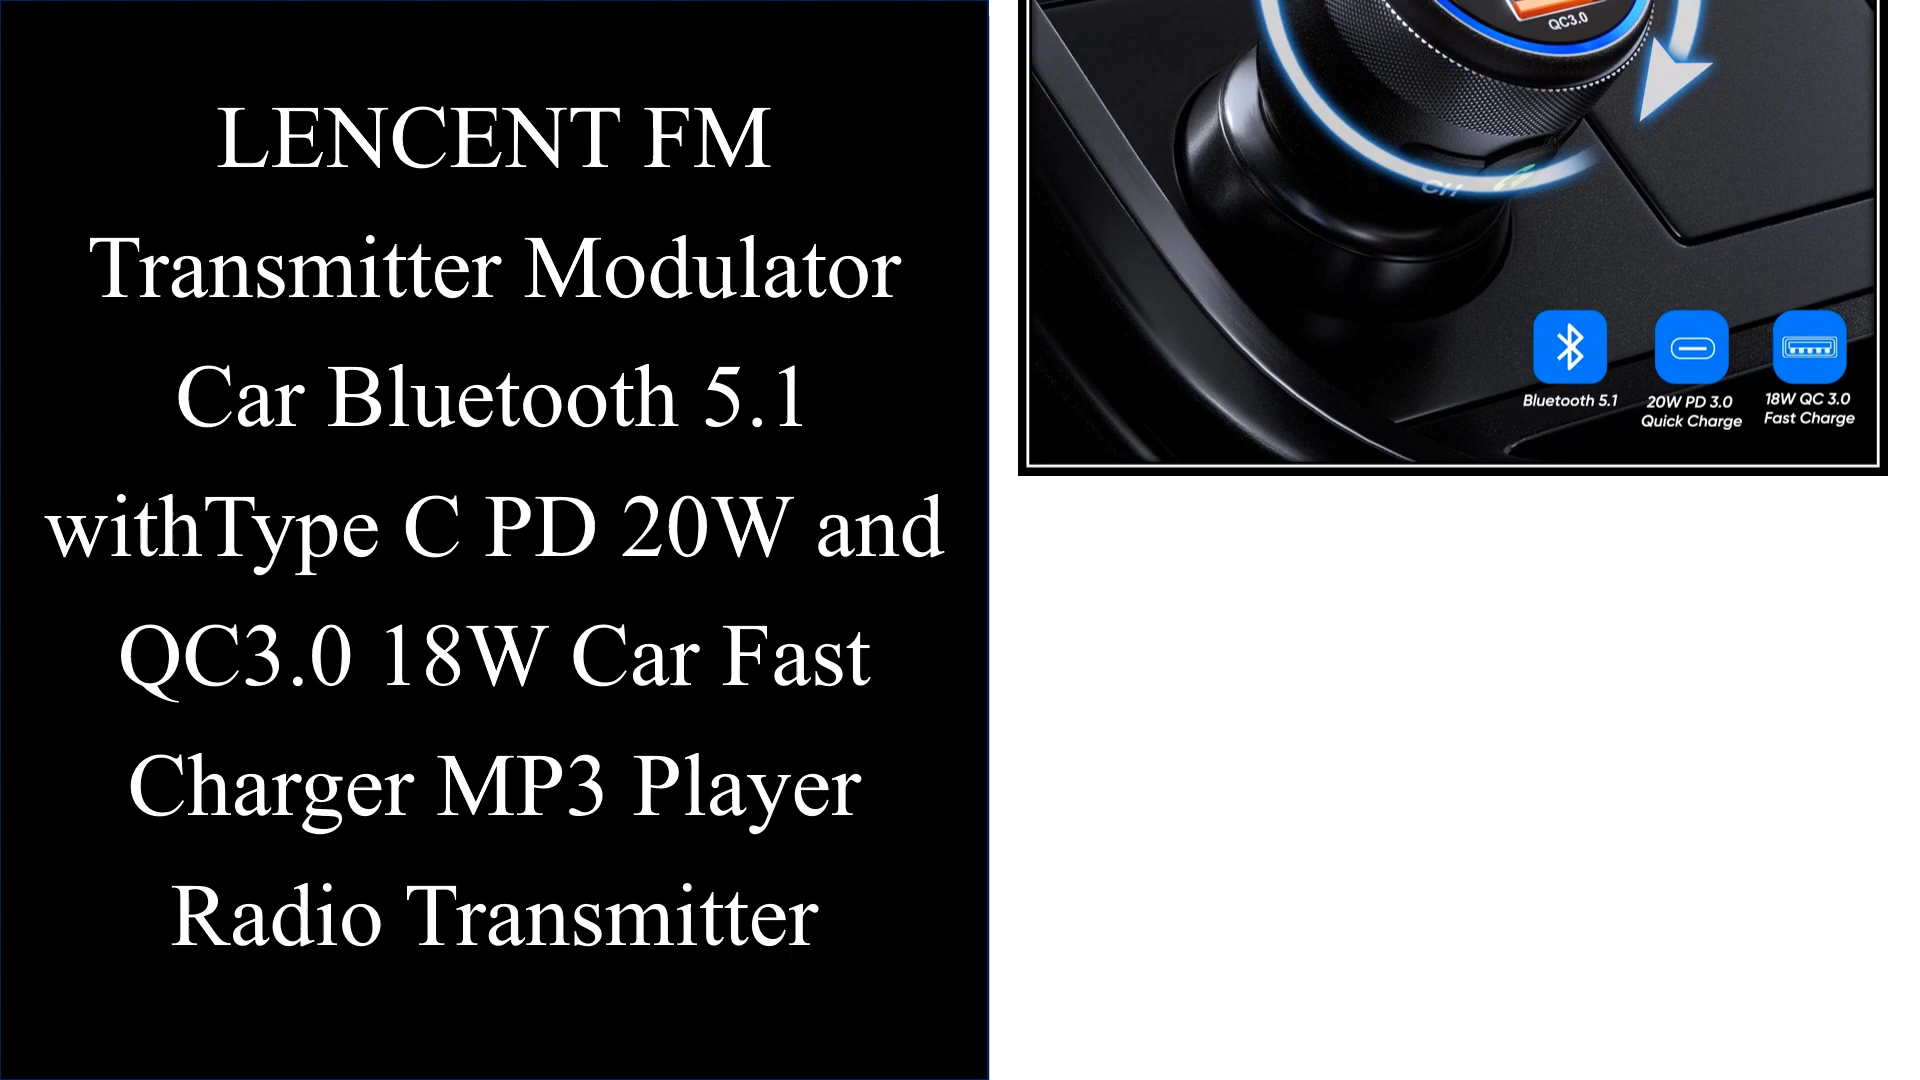 LENCENT FM
Transmitter Modulator
Car Bluetooth 5.1
withType C PD 20W and
QC3.0 18W Car Fast
Charger MP3 Player
Radio Transmitter
QC3.0
CH
Bluetooth 5.1
20W PD 3.0
Quick Charge
18W QC 3.0
Fast Charge